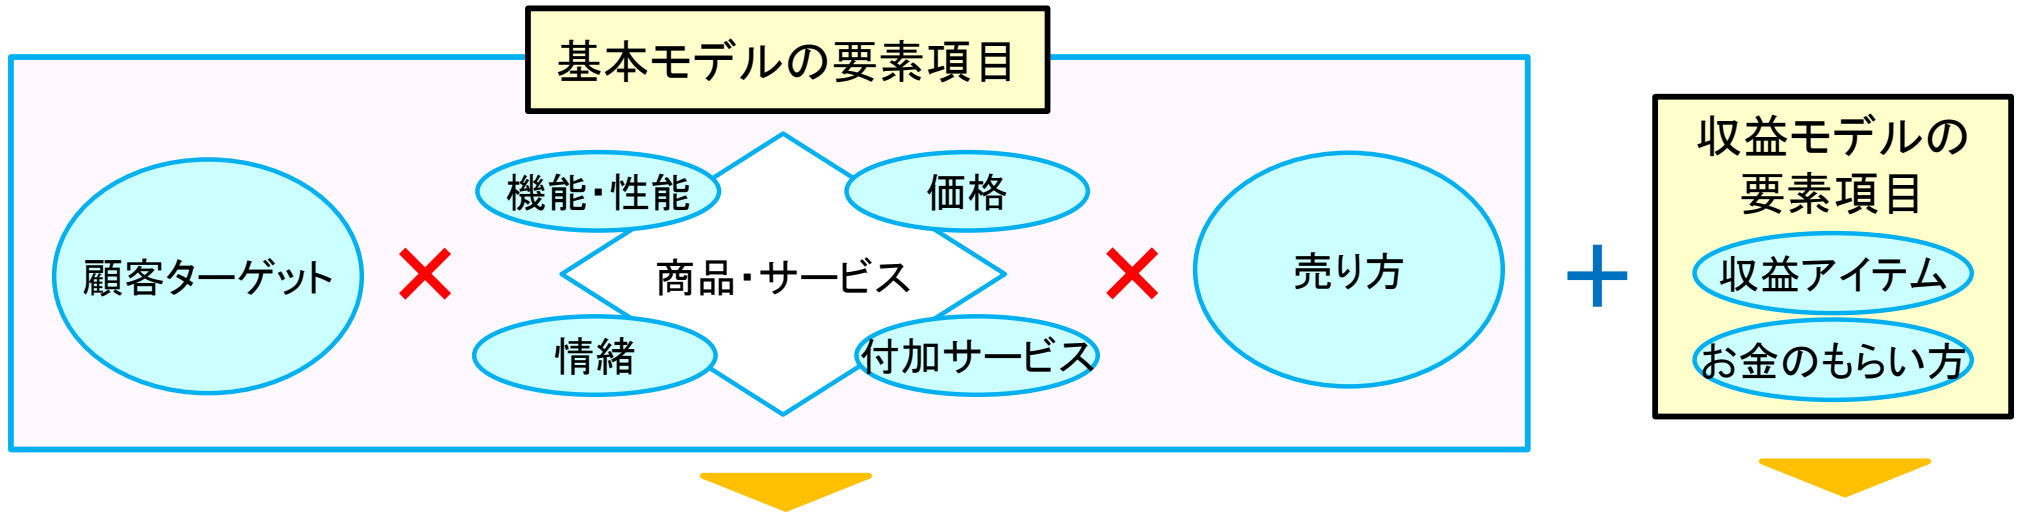 基本モデルの要素項目
顧客ターゲット
×
機能・性能
価格
商品・サービス
情緒
付加サービス
×
売り方
+
収益モデルの
要素項目
収益アイテム
お金のもらい方